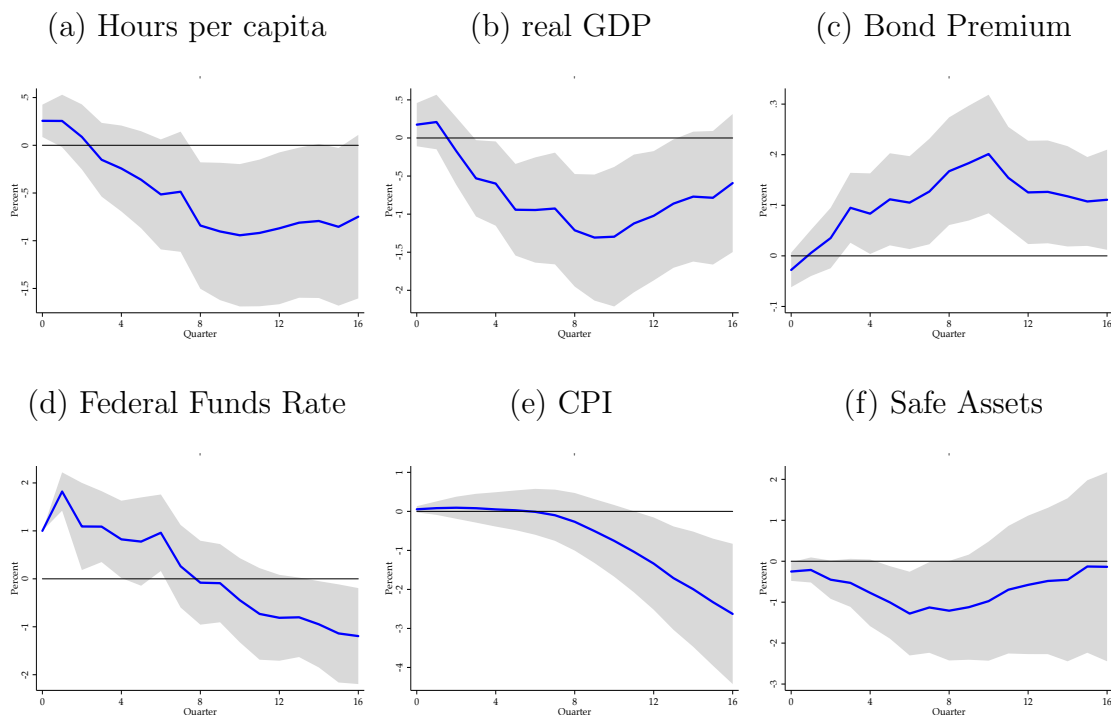 (a) Hours per capita
(b) real GDP
(c) Bond Premium
Percent
.5
0
-.5
-1
-1.5
0 4 8 12 16
Quarter
Percent
.5
0
-.5
-1
-1.5
-2
0 4 8 12 16
Quarter
Percent
.3
.2
.1
0
-.1
0 4 8 12 16
Quarter
(d) Federal Funds Rate
(e) CPI
(f) Safe Assets
Percent
2
1
0
-1
-2
0 4 8 12 16
Quarter
Percent
1
0
-1
-2
-3
-4
0 4 8 12 16
Quarter
Percent
2
1
0
-1
-2
-3
0 4 8 12 16
Quarter